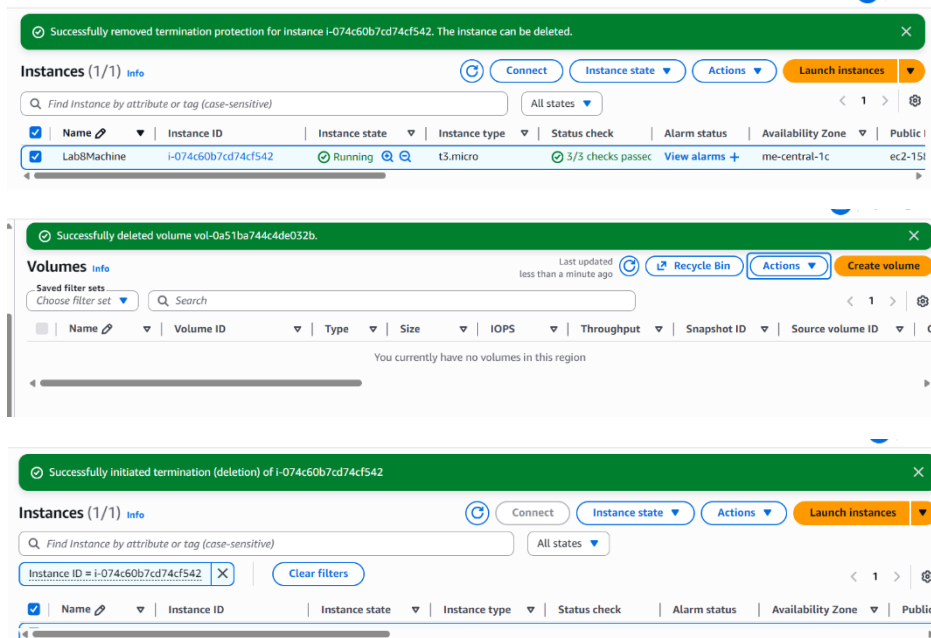 Successfully removed termination protection for instance i-074c60b7cd74cf542. The instance can be deleted.
Instances (1/1) Info Connect Instance state Actions Launch instances
Find Instance by attribute or tag (case-sensitive) All states 1
Name Instance ID Instance state Instance type Status check Alarm status Availability Zone Public
Lab8Machine i-074c60b7cd74cf542 Running t3.micro 3/3 checks passec View alarms + me-central-1c ec2-158
Successfully deleted volume vol-0a51ba744c4de032b.
Volumes Info Last updated less than a minute ago Recycle Bin Actions Create volume
Saved filter sets
Choose filter set Search 1
Name Volume ID Type Size IOPS Throughput Snapshot ID Source volume ID
You currently have no volumes in this region
Successfully initiated termination (deletion) of i-074c60b7cd74cf542
Instances (1/1) Info Connect Instance state Actions Launch instances
Find Instance by attribute or tag (case-sensitive) All states
Instance ID = i-074c60b7cd74cf542 Clear filters 1
Name Instance ID Instance state Instance type Status check Alarm status Availability Zone Public